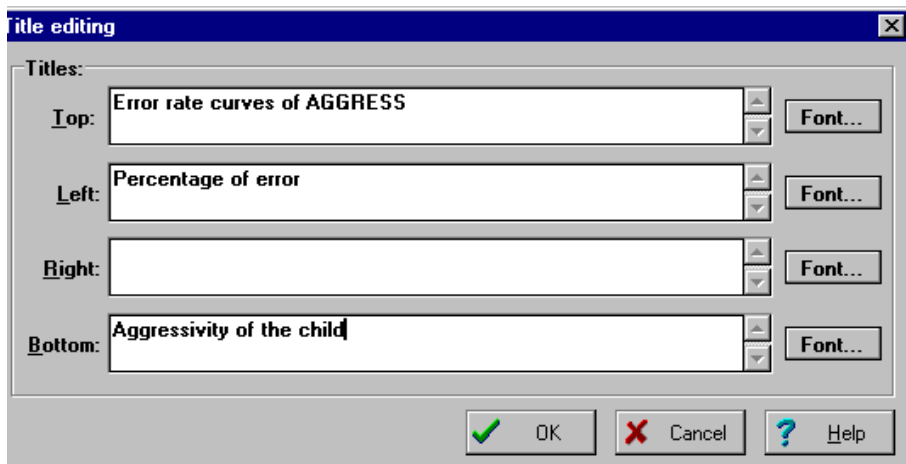 Title editing
Titles:
Top: Error rate curves of AGGRESS Font...
Left: Percentage of error Font...
Right: Font...
Bottom: Aggressivity of the child Font...
OK Cancel Help